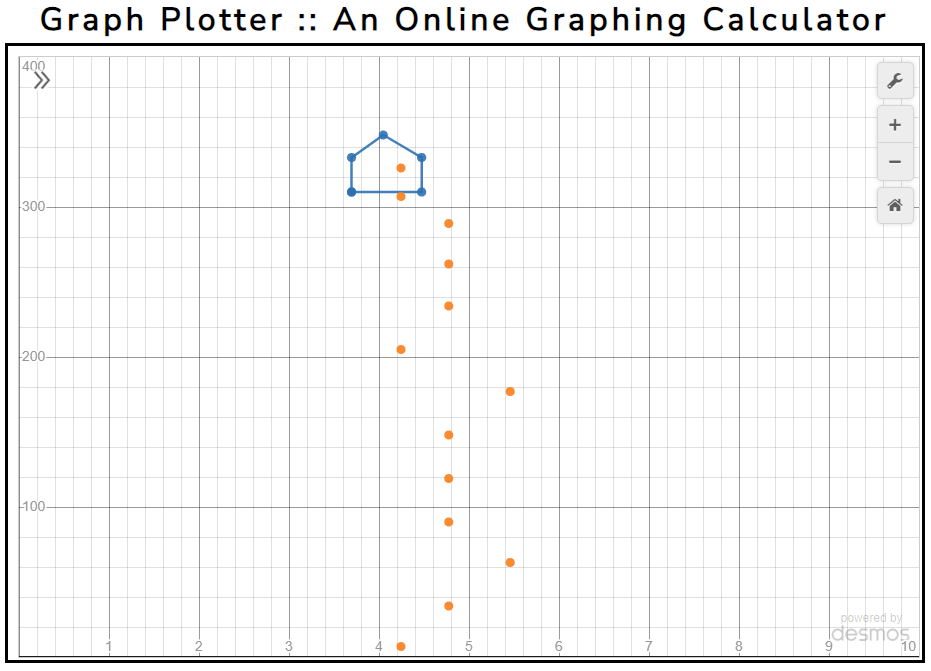 Graph Plotter :: An Online Graphing Calculator
400
300
200
100
1 2 3 4 5 6 7 8 9 10
+
−
powered by
desmos